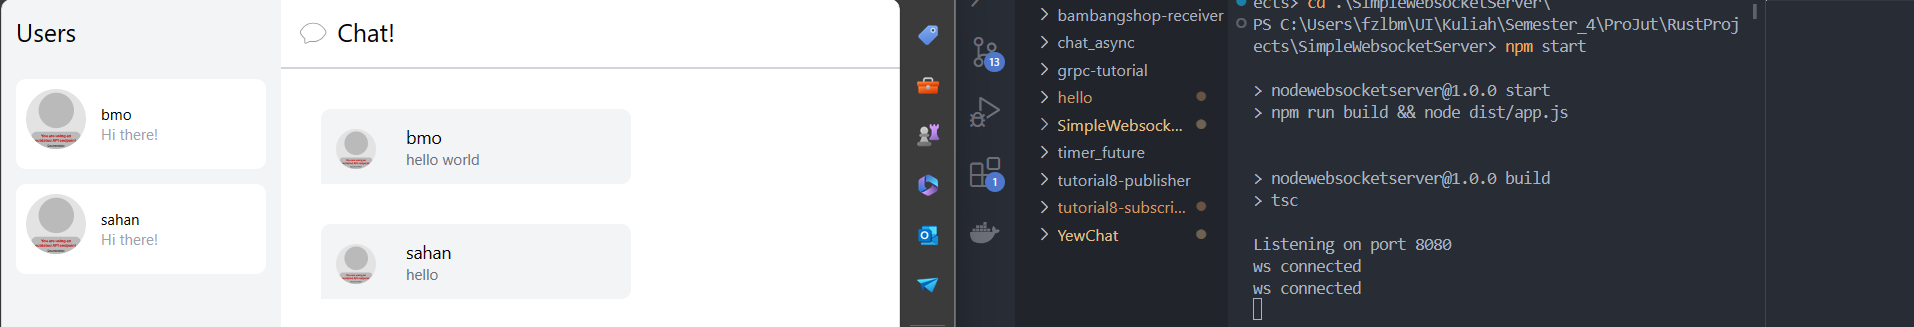 Users
bmo
Hi there!
sahan
Hi there!
Chat!
bmo
hello world
sahan
hello
13
1
bambangshop-receiver
chat_async
grpc-tutorial
hello
SimpleWebsock...
timer_future
tutorial8-publisher
tutorial8-subscri...
YewChat
ects> cd .\SimpleWebsocketServer\
PS C:\Users\fzlbm\UI\Kuliah\Semester_4\ProJut\RustProj
ects\SimpleWebsocketServer> npm start
> nodewebsocketserver@1.0.0 start
> npm run build && node dist/app.js
> nodewebsocketserver@1.0.0 build
> tsc
Listening on port 8080
ws connected
ws connected